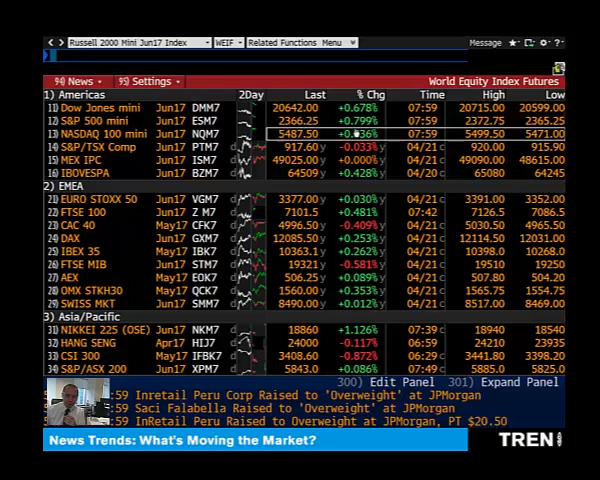 Russell 2000 Mini Jun17 Index WEIF Related Functions Menu Message ?
94) News 95) Settings World Equity Index Futures
1) Americas 2Day Last % Chg Time High Low
11) Dow Jones mini Jun17 DMM7 20642.00 +0.678% 07:59 20715.00 20599.00
12) S&P 500 mini Jun17 ESM7 2366.25 +0.799% 07:59 2372.75 2365.25
13) NASDAQ 100 mini Jun17 NQM7 5487.50 07:59 5499.50 5471.00
14) S&P/TSX Comp Jun17 PTM7 d 917.60 y -0.033% y 04/21 c 920.00 915.90
15) MEX IPC Jun17 ISM7 d 49025.00 y +0.000% y 04/21 c 49090.00 48615.00
16) IBOVESPA Jun17 BZM7 d 64509 y +0.428% y 04/20 c 65080 64245
2) EMEA
21) EURO STOXX 50 Jun17 VGM7 d 3377.00 y +0.030% y 04/21 c 3391.00 3352.00
22) FTSE 100 Jun17 Z M7 7101.5 +0.481% 07:42 7126.5 7086.5
23) CAC 40 May17 CFK7 d 4996.50 y -0.409% y 04/21 c 5030.50 4965.50
24) DAX Jun17 GXM7 d 12085.50 y +0.253% y 04/21 c 12114.50 12031.00
25) IBEX 35 May17 IBK7 d 10363.1 y +0.262% y 04/21 c 10398.0 10268.0
26) FTSE MIB Jun17 STM7 d 19321 y -0.581% y 04/21 c 19510 19250
27) AEX May17 EOK7 d 506.25 y +0.089% y 04/21 c 507.80 504.20
28) OMX STKH30 May17 QCK7 d 1560.00 y +0.353% y 04/21 c 1565.75 1554.75
29) SWISS MKT Jun17 SMM7 d 8490.00 y +0.012% y 04/21 c 8517.00 8469.00
3) Asia/Pacific
31) NIKKEI 225 (OSE) Jun17 NKM7 18860 +1.126% 07:39 c 18940 18540
32) HANG SENG Apr17 HIJ7 24000 -0.117% 06:59 c 24210 23935
33) CSI 300 May17 IFBK7 d 3408.60 -0.872% 06:29 c 3441.80 3398.20
34) S&P/ASX 200 Jun17 XPM7 d 5843.0 +0.086% 07:49 c 5885.0 5825.0
300) Edit Panel 301) Expand Panel
:59 Inretail Peru Corp Raised to 'Overweight' at JPMorgan
:59 Saci Falabella Raised to 'Overweight' at JPMorgan
:59 InRetail Peru Raised to Overweight at JPMorgan, PT $20.50
News Trends: What's Moving the Market?
TREN